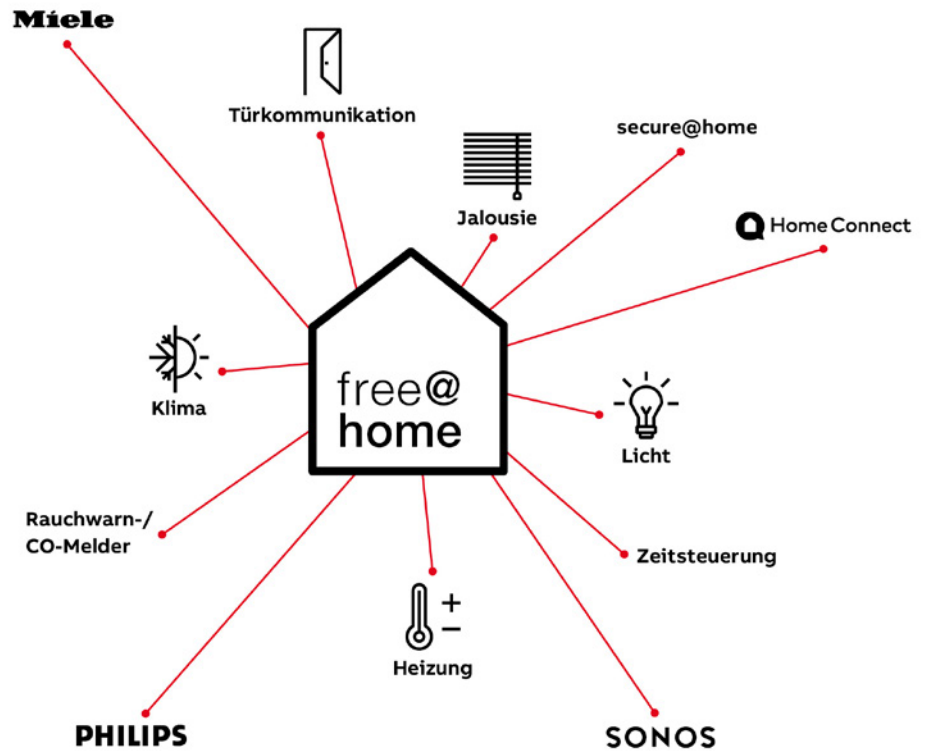 Miele
Türkommunikation
secure@home
Jalousie
Home Connect
free@
home
Klima
Licht
Rauchwarn-/
CO-Melder
Zeitsteuerung
Heizung
PHILIPS
SONOS